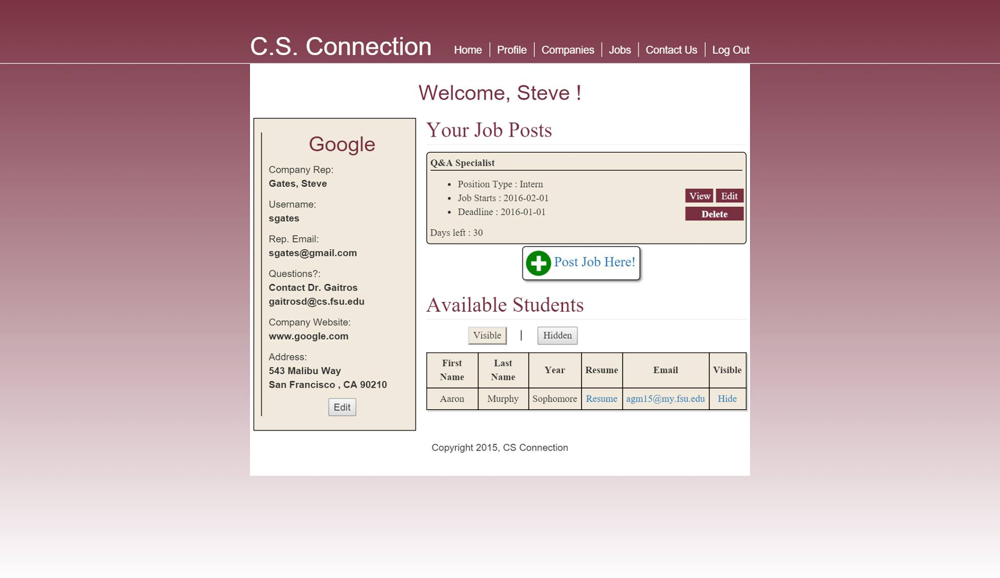 C.S. Connection
Home | Profile | Companies | Jobs | Contact Us | Log Out
Welcome, Steve !
Google
Company Rep:
Gates, Steve
Username:
sgates
Rep. Email:
sgates@gmail.com
Questions?:
Contact Dr. Gaitros
gaitrosd@cs.fsu.edu
Company Website:
www.google.com
Address:
543 Malibu Way
San Francisco , CA 90210
Edit
Your Job Posts
Q&A Specialist
• Position Type : Intern
• Job Starts : 2016-02-01
• Deadline : 2016-01-01
Days left : 30
View Edit
Delete
Post Job Here!
Available Students
Visible | Hidden
First Name Last Name Year Resume Email Visible
Aaron Murphy Sophomore Resume agm15@my.fsu.edu Hide
Copyright 2015, CS Connection